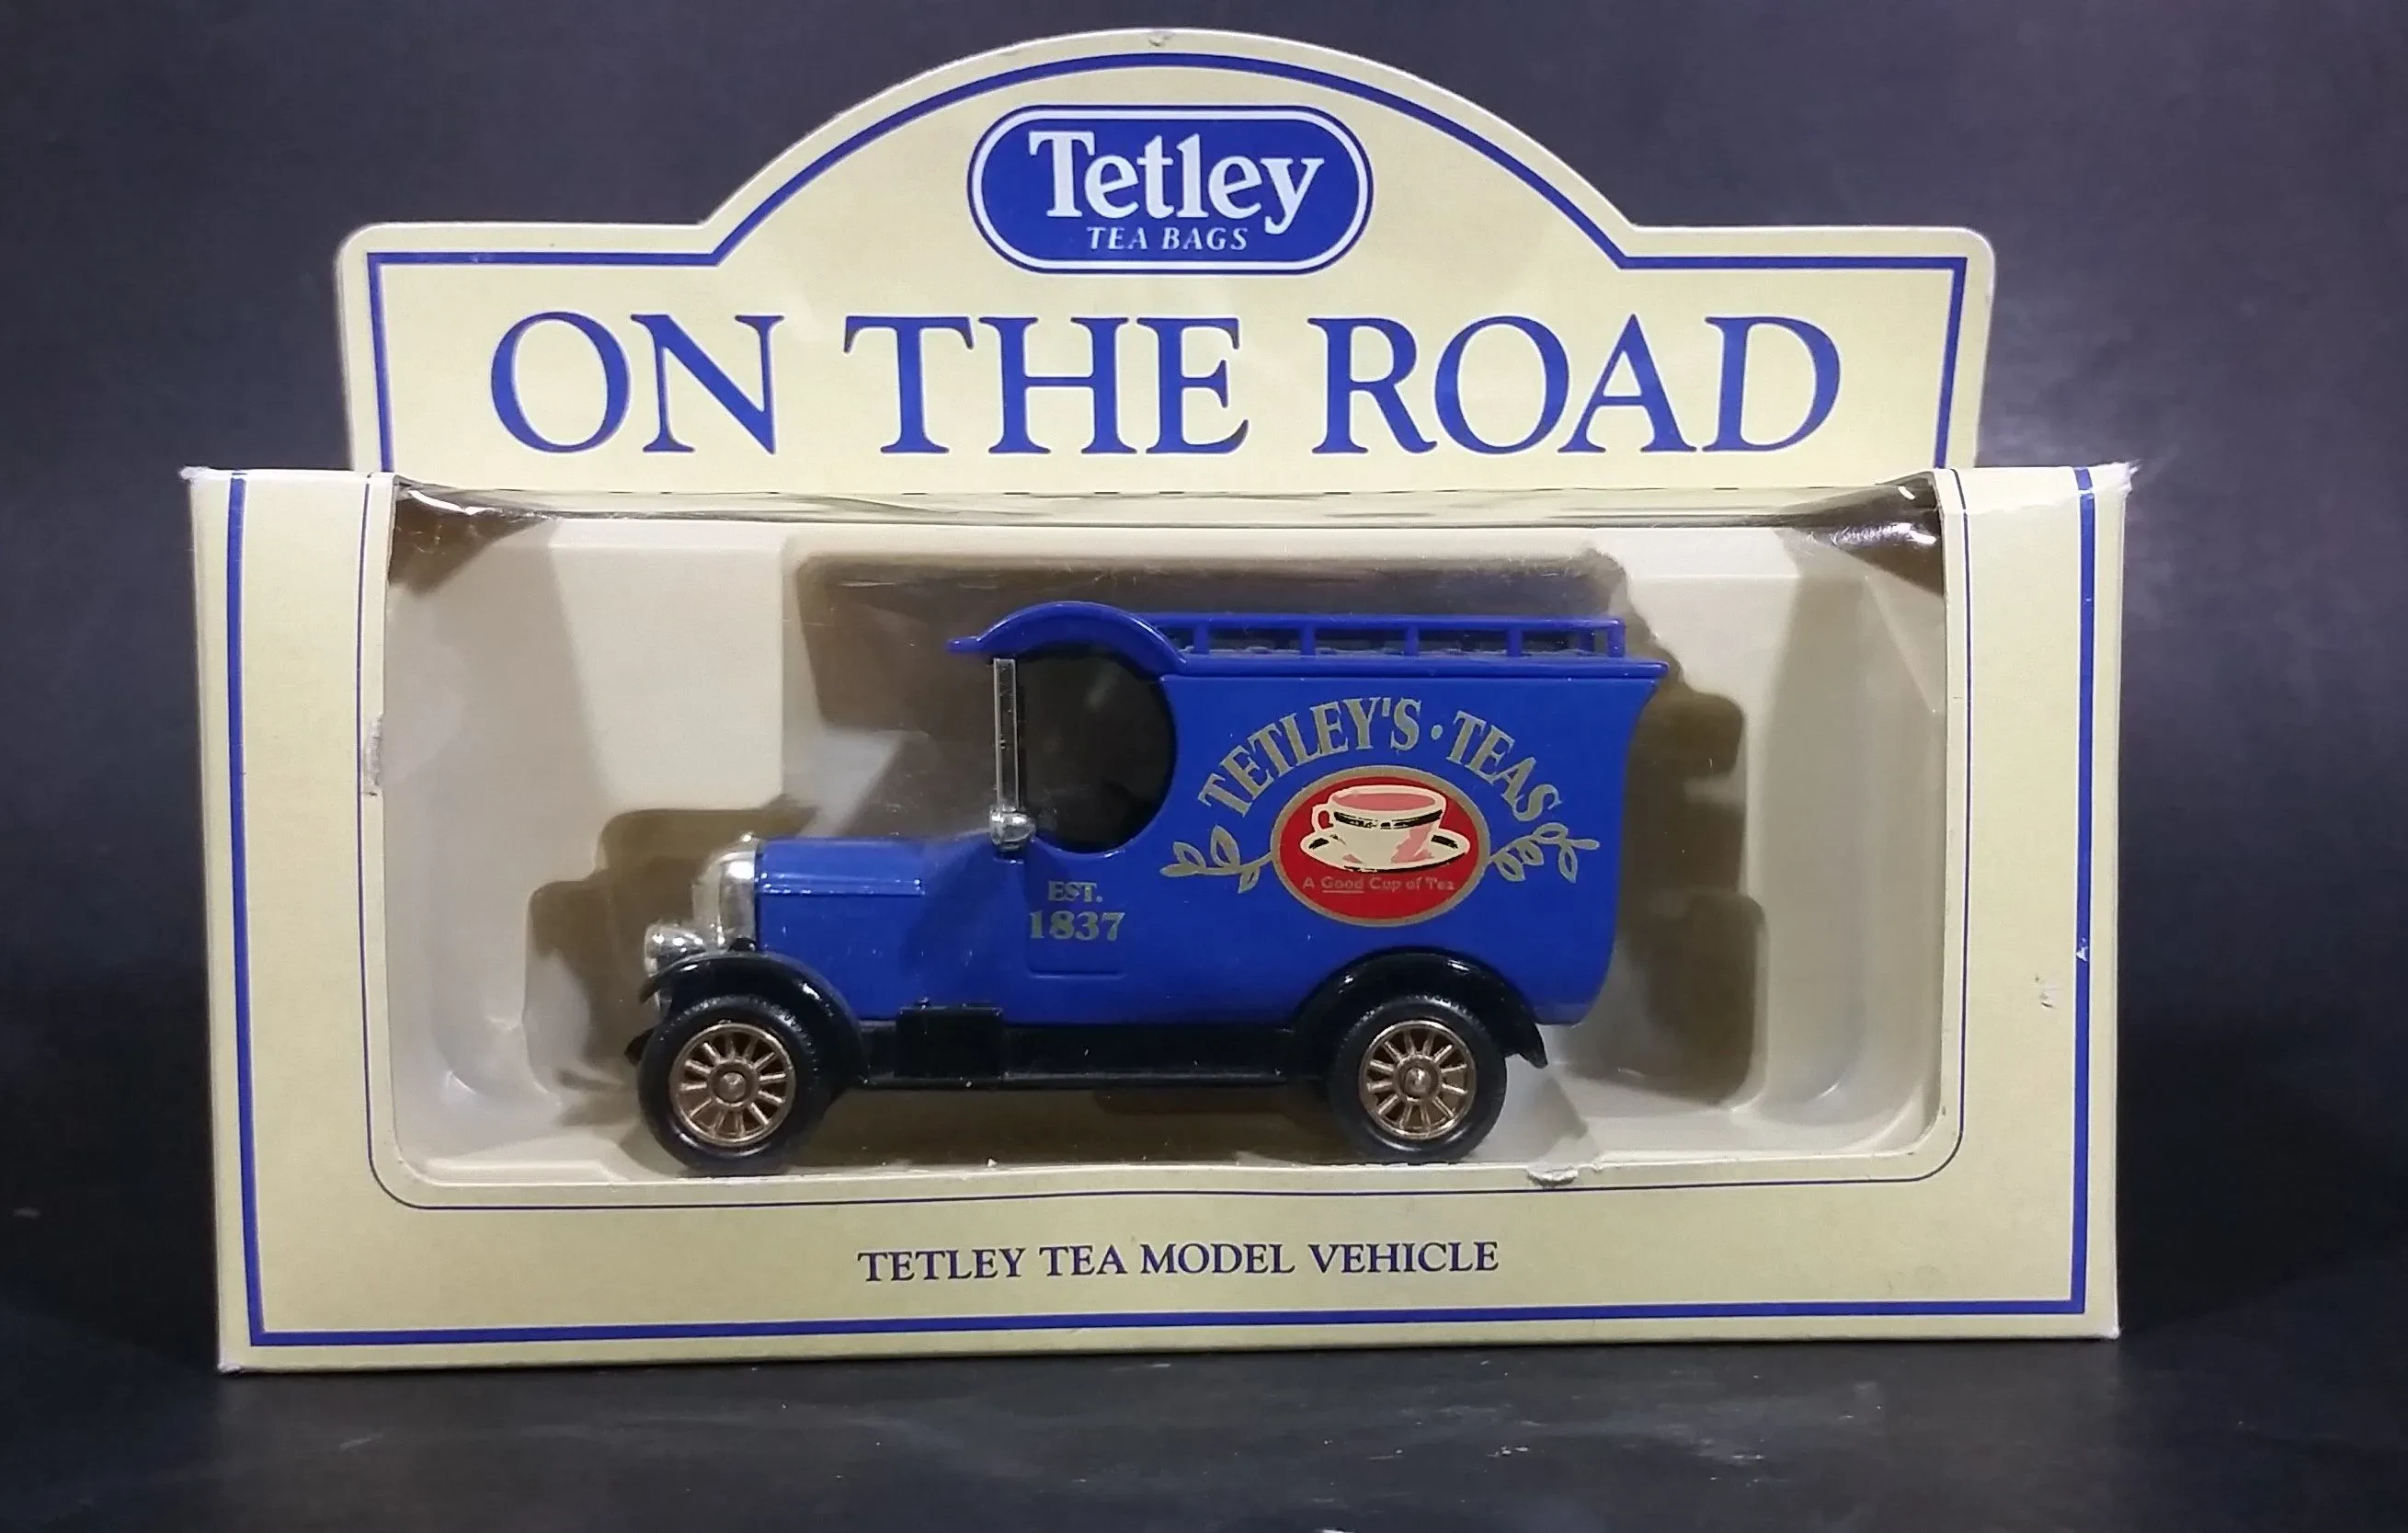 Tetley
TEA BAGS
ON THE ROAD
TETLEY'S · TEAS
A Good Cup of Tea
EST.
1837
TETLEY TEA MODEL VEHICLE